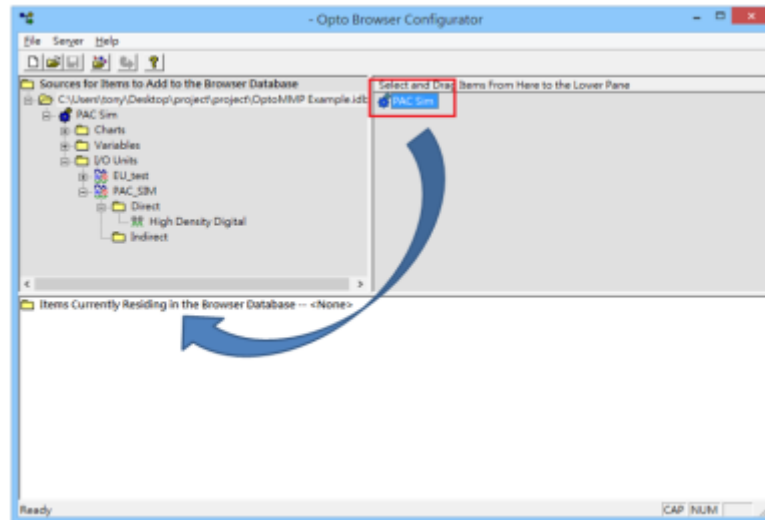 - Opto Browser Configurator
File Server Help
Sources for Items to Add to the Browser Database
Select and Drag Items From Here to the Lower Pane
C:\Users\tony\Desktop\project\project\OptoMMP Example.idb
PAC Sim
Charts
Variables
I/O Units
EU_test
PAC_SIM
Direct
High Density Digital
Indirect
PAC Sim
Items Currently Residing in the Browser Database -- <None>
Ready
CAP NUM